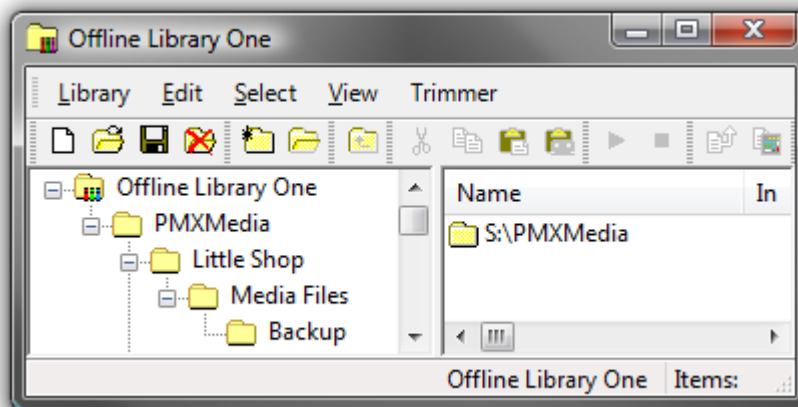 Offline Library One
Library Edit Select View Trimmer
Offline Library One
PMXMedia
Little Shop
Media Files
Backup
Name In
S:\PMXMedia
Offline Library One Items: